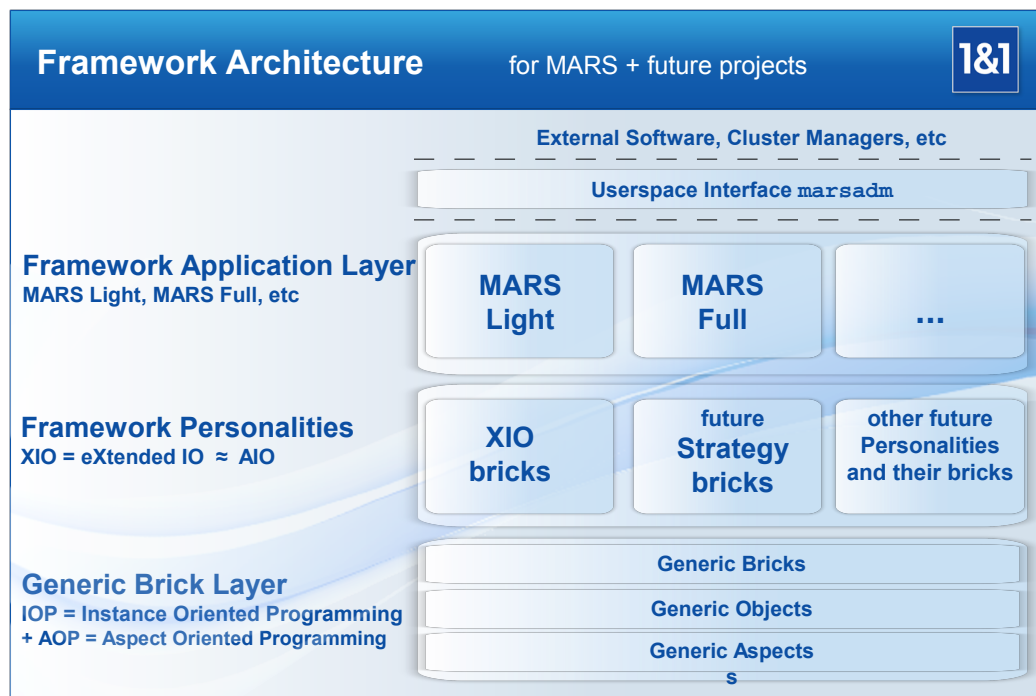 Framework Architecture for MARS + future projects
1&1
External Software, Cluster Managers, etc
Userspace Interface marsadm
Framework Application Layer
MARS Light, MARS Full, etc
MARS
Light
MARS
Full
...
Framework Personalities
XIO = eXtended IO ≈ AIO
XIO
bricks
future
Strategy
bricks
other future
Personalities
and their bricks
Generic Brick Layer
IOP = Instance Oriented Programming
+ AOP = Aspect Oriented Programming
Generic Bricks
Generic Objects
Generic Aspects
s